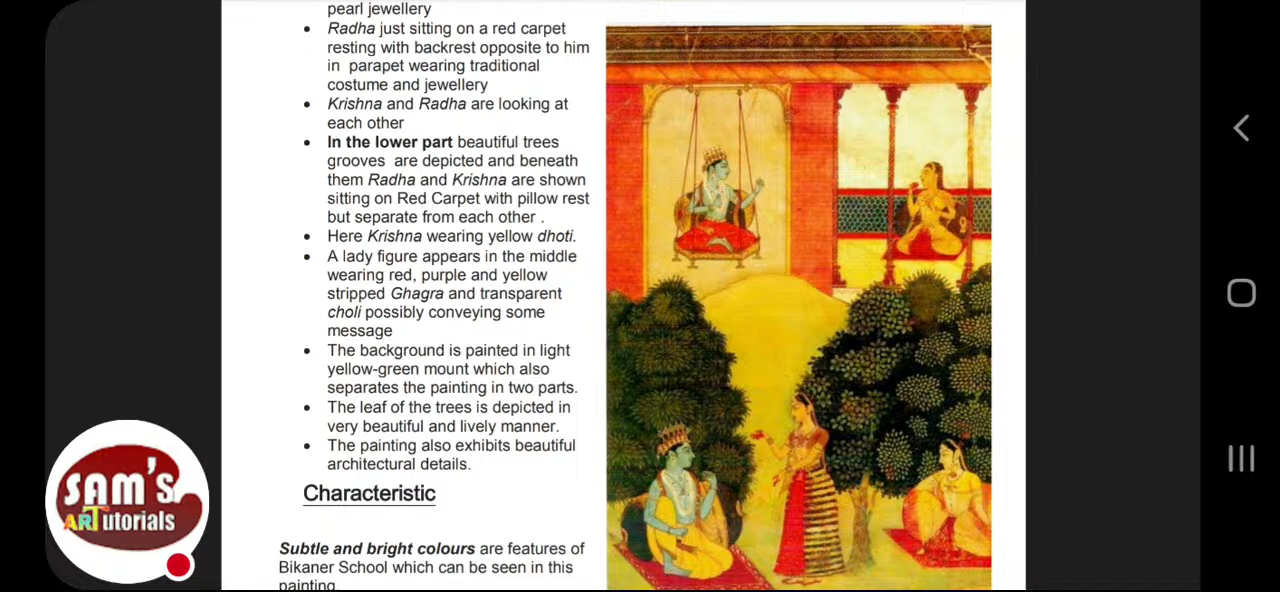 pearl jewellery
• Radha just sitting on a red carpet
resting with backrest opposite to him
in parapet wearing traditional
costume and jewellery
• Krishna and Radha are looking at
each other
• In the lower part beautiful trees
grooves are depicted and beneath
them Radha and Krishna are shown
sitting on Red Carpet with pillow rest
but separate from each other .
• Here Krishna wearing yellow dhoti.
• A lady figure appears in the middle
wearing red, purple and yellow
stripped Ghagra and transparent
choli possibly conveying some
message
• The background is painted in light
yellow-green mount which also
separates the painting in two parts.
• The leaf of the trees is depicted in
very beautiful and lively manner.
• The painting also exhibits beautiful
architectural details.
Characteristic
Subtle and bright colours are features of
Bikaner School which can be seen in this
painting
SAM's
ARTutorials